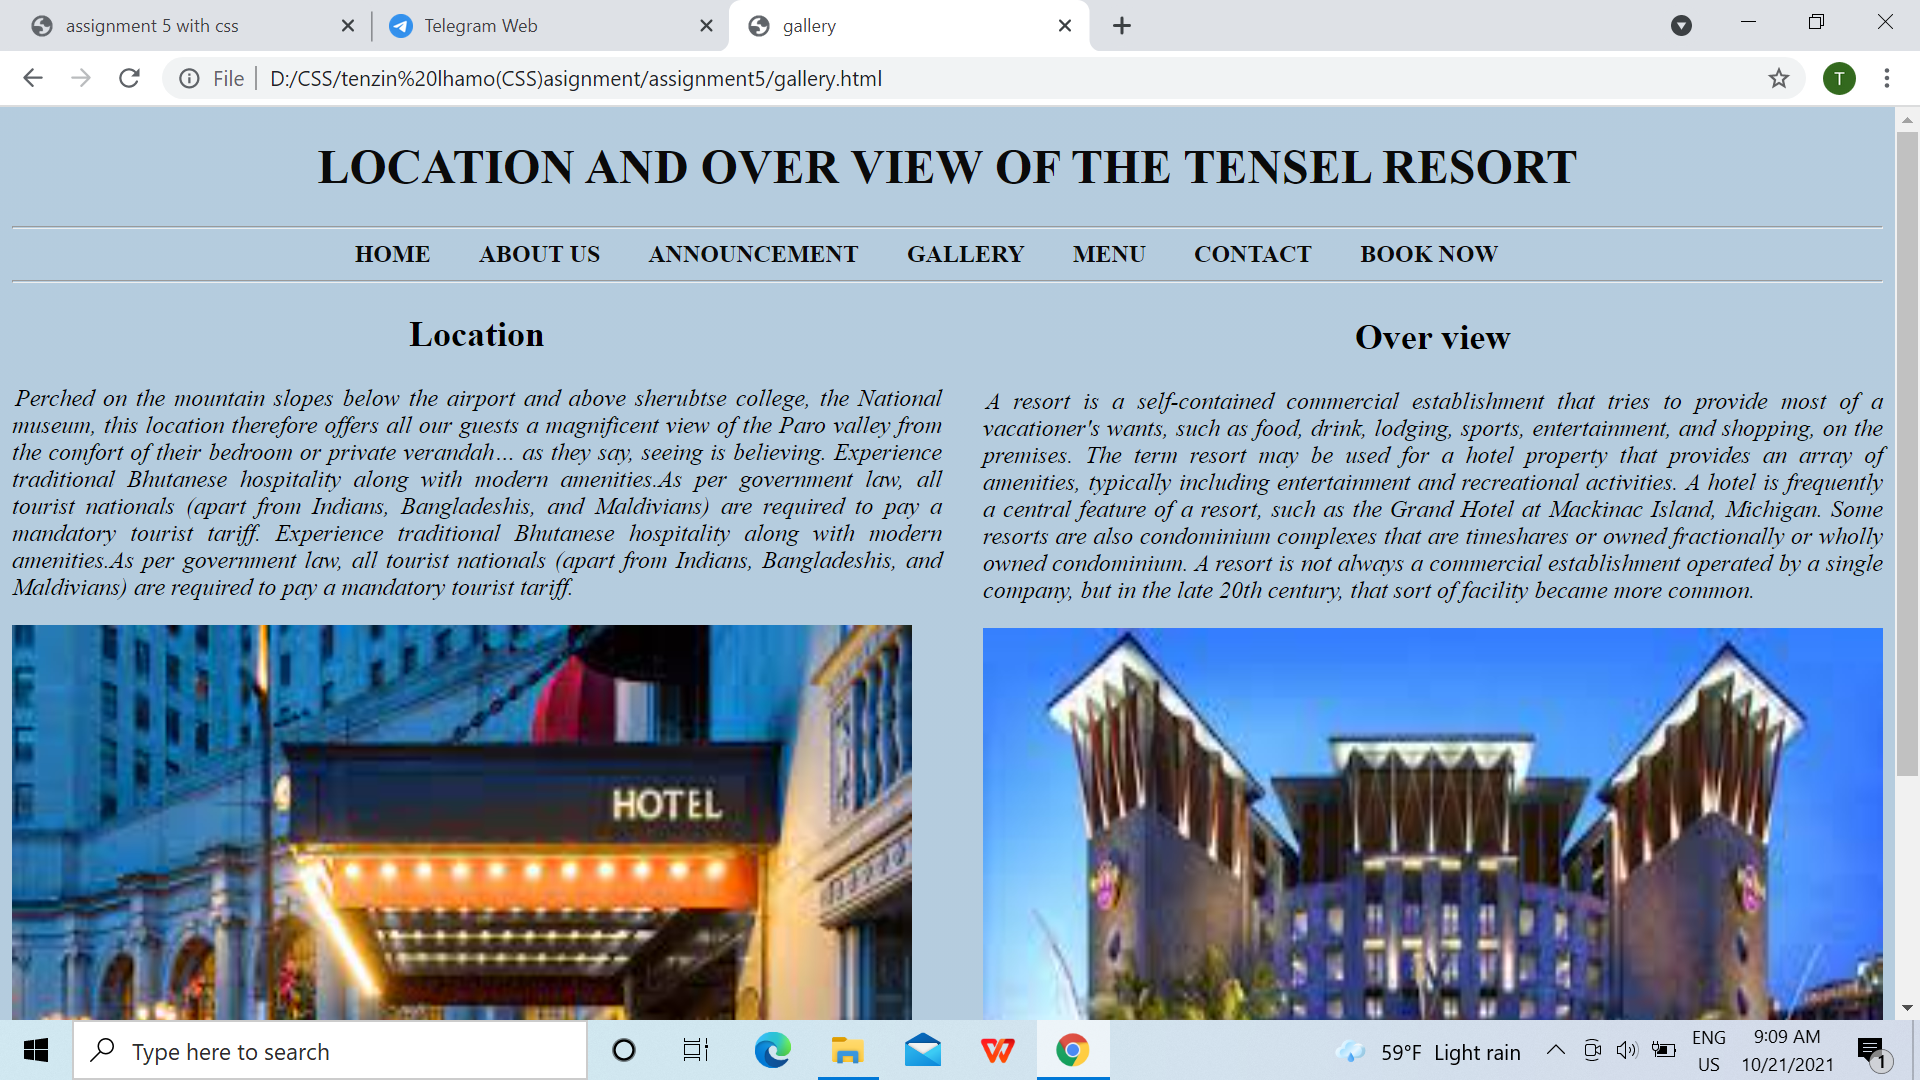 assignment 5 with css
Telegram Web
gallery
File
D:/CSS/tenzin%20lhamo(CSS)asignment/assignment5/gallery.html
T
LOCATION AND OVER VIEW OF THE TENSEL RESORT
HOME ABOUT US ANNOUNCEMENT GALLERY MENU CONTACT BOOK NOW
Location
Perched on the mountain slopes below the airport and above sherubtse college, the National
museum, this location therefore offers all our guests a magnificent view of the Paro valley from
the comfort of their bedroom or private verandah… as they say, seeing is believing. Experience
traditional Bhutanese hospitality along with modern amenities.As per government law, all
tourist nationals (apart from Indians, Bangladeshis, and Maldivians) are required to pay a
mandatory tourist tariff. Experience traditional Bhutanese hospitality along with modern
amenities.As per government law, all tourist nationals (apart from Indians, Bangladeshis, and
Maldivians) are required to pay a mandatory tourist tariff.
HOTEL
Over view
A resort is a self-contained commercial establishment that tries to provide most of a
vacationer's wants, such as food, drink, lodging, sports, entertainment, and shopping, on the
premises. The term resort may be used for a hotel property that provides an array of
amenities, typically including entertainment and recreational activities. A hotel is frequently
a central feature of a resort, such as the Grand Hotel at Mackinac Island, Michigan. Some
resorts are also condominium complexes that are timeshares or owned fractionally or wholly
owned condominium. A resort is not always a commercial establishment operated by a single
company, but in the late 20th century, that sort of facility became more common.
Type here to search
59°F Light rain
ENG
US
9:09 AM
10/21/2021
1